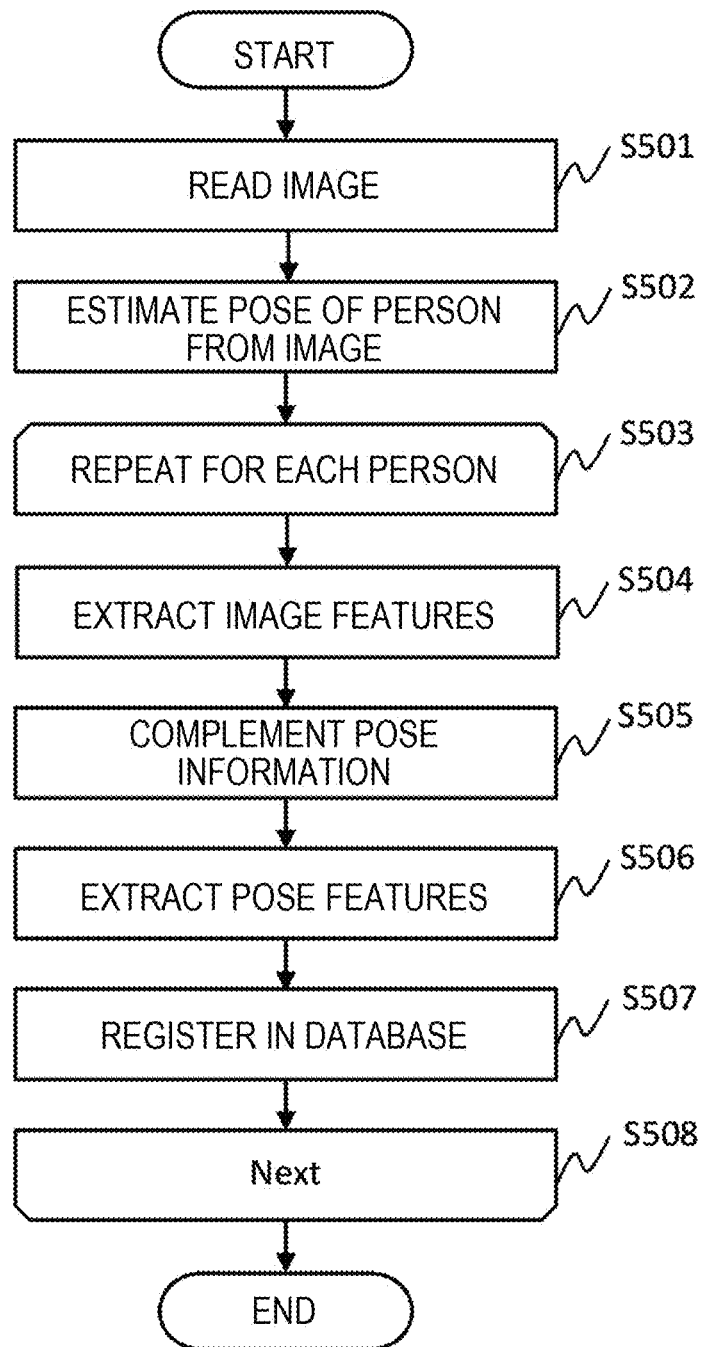 START
READ IMAGE
S501
ESTIMATE POSE OF PERSON
FROM IMAGE
S502
REPEAT FOR EACH PERSON
S503
EXTRACT IMAGE FEATURES
S504
COMPLEMENT POSE
INFORMATION
S505
EXTRACT POSE FEATURES
S506
REGISTER IN DATABASE
S507
Next
S508
END